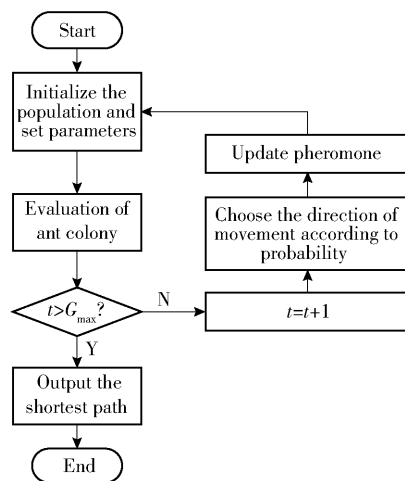 Start
Initialize the
population and
set parameters
Evaluation of
ant colony
t>Gmax?
N
Y
Output the
shortest path
End
Update pheromone
Choose the direction of
movement according to
probability
t=t+1